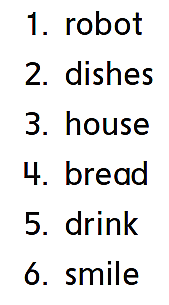 1. robot
2. dishes
3. house
4. bread
5. drink
6. smile